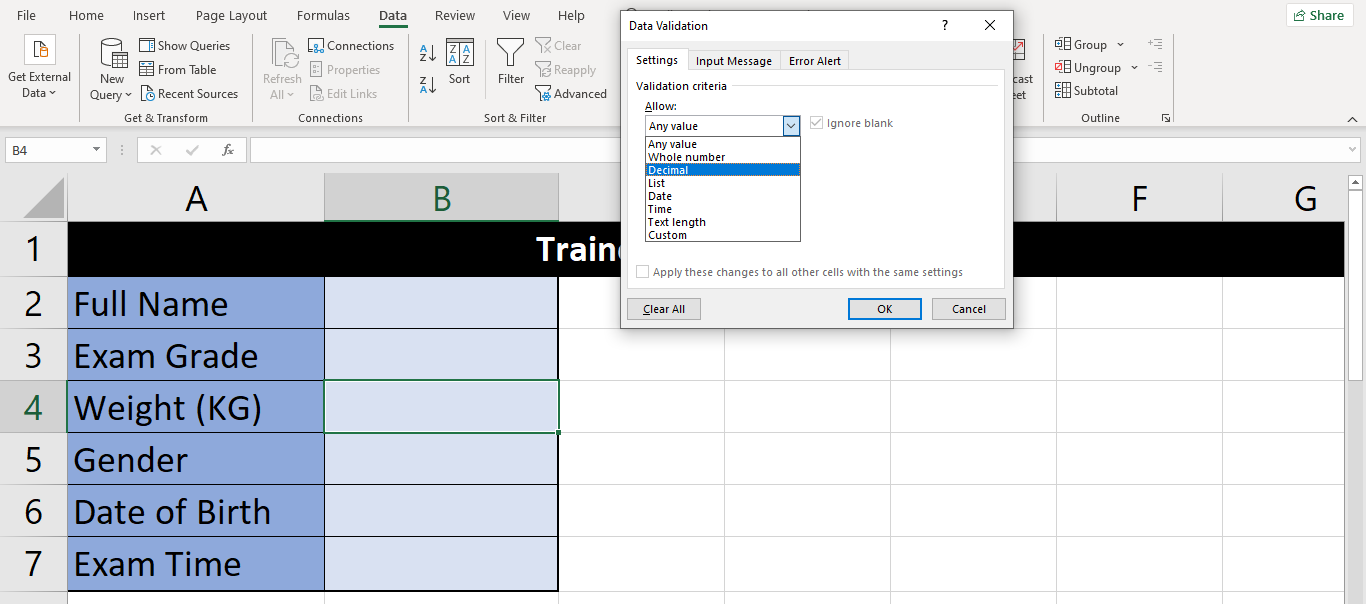 File Home Insert Page Layout Formulas Data Review View Help
Share
Data Validation ? ×
Settings Input Message Error Alert
Validation criteria
Allow:
Any value
Ignore blank
Any value
Whole number
Decimal
List
Date
Time
Text length
Custom
Apply these changes to all other cells with the same settings
Clear All OK Cancel
Get External
Data
New
Query
Show Queries
From Table
Recent Sources
Get & Transform
Refresh
All
Connections
Properties
Edit Links
Connections
Sort
Filter
Clear
Reapply
Advanced
Sort & Filter
Group
Ungroup
Subtotal
Outline
B4 fx
A B F G
1
2 Full Name
3 Exam Grade
4 Weight (KG)
5 Gender
6 Date of Birth
7 Exam Time